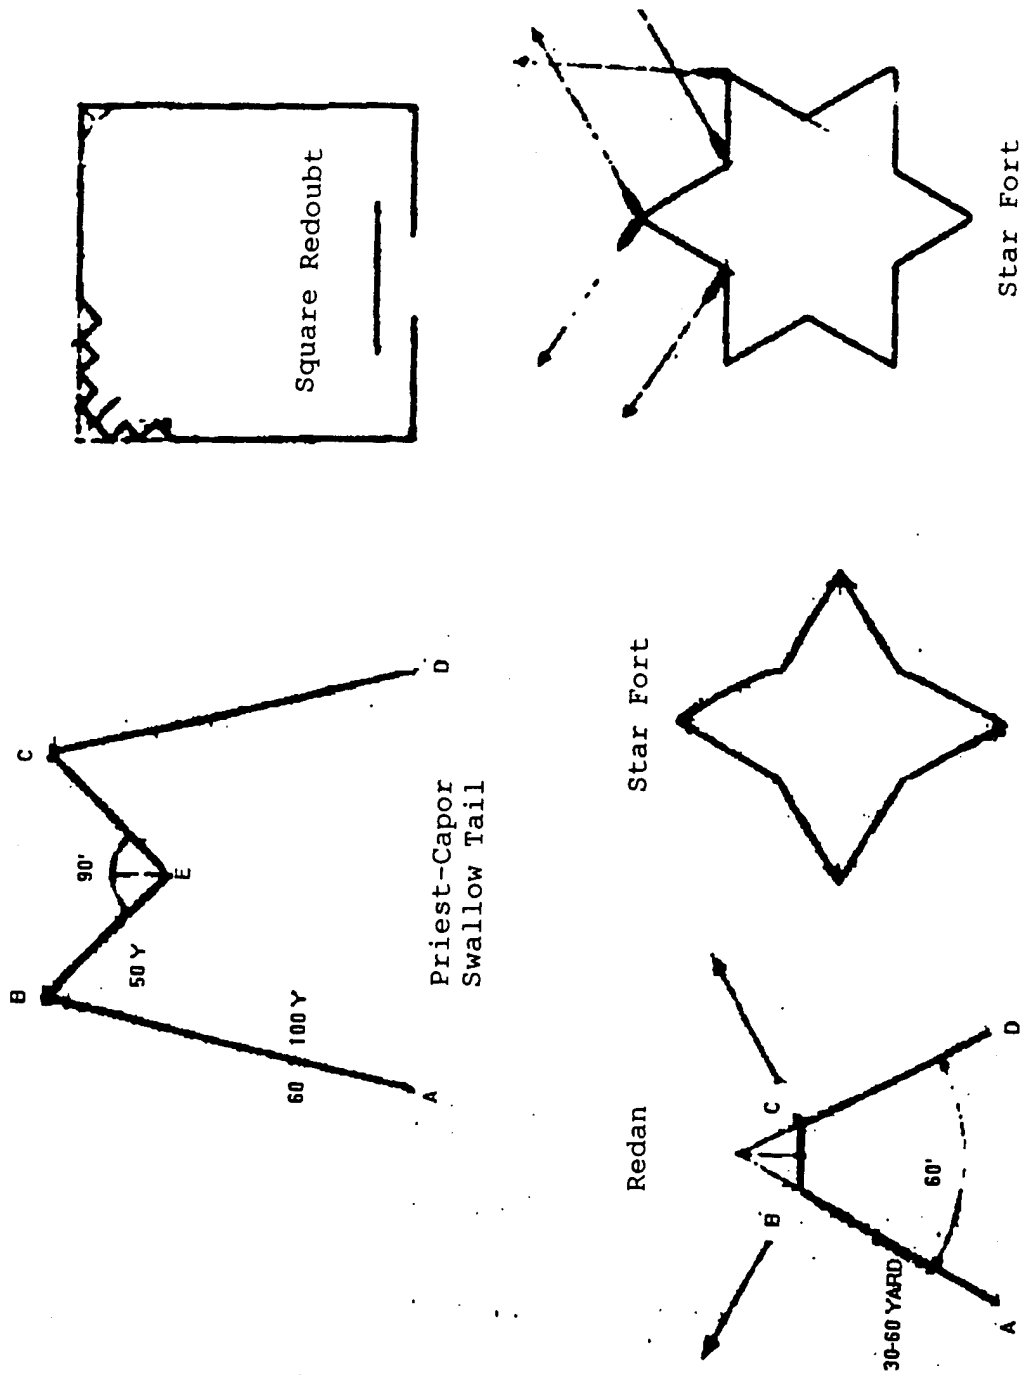 B
C
90'
E
50 Y
60 100 Y
A
D
Priest-Capor
Swallow Tail
Square Redoubt
Redan
B
C
60'
30-60 YARD
A
D
Star Fort
Star Fort